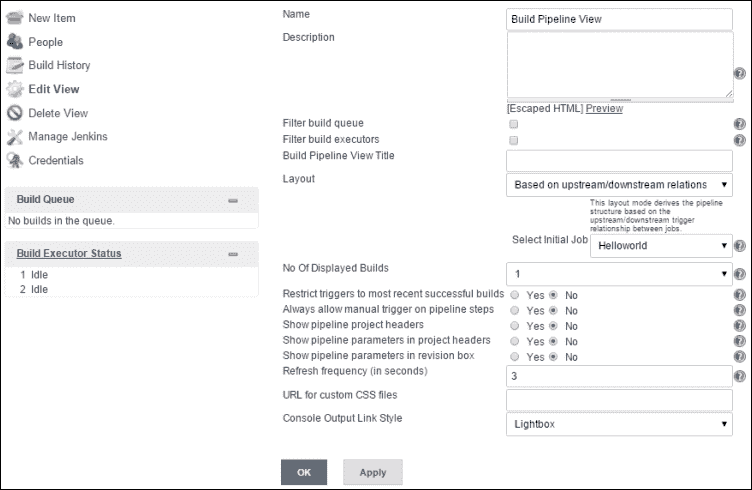 New Item
People
Build History
Edit View
Delete View
Manage Jenkins
Credentials
Build Queue
No builds in the queue.
Build Executor Status
1 Idle
2 Idle
Name
Build Pipeline View
Description
[Escaped HTML] Preview
Filter build queue
Filter build executors
Build Pipeline View Title
Layout
Based on upstream/downstream relations
This layout mode derives the pipeline
structure based on the
upstream/downstream trigger
relationship between jobs.
Select Initial Job Helloworld
No Of Displayed Builds
1
Restrict triggers to most recent successful builds Yes No
Always allow manual trigger on pipeline steps Yes No
Show pipeline project headers Yes No
Show pipeline parameters in project headers Yes No
Show pipeline parameters in revision box Yes No
Refresh frequency (in seconds)
3
URL for custom CSS files
Console Output Link Style
Lightbox
OK Apply